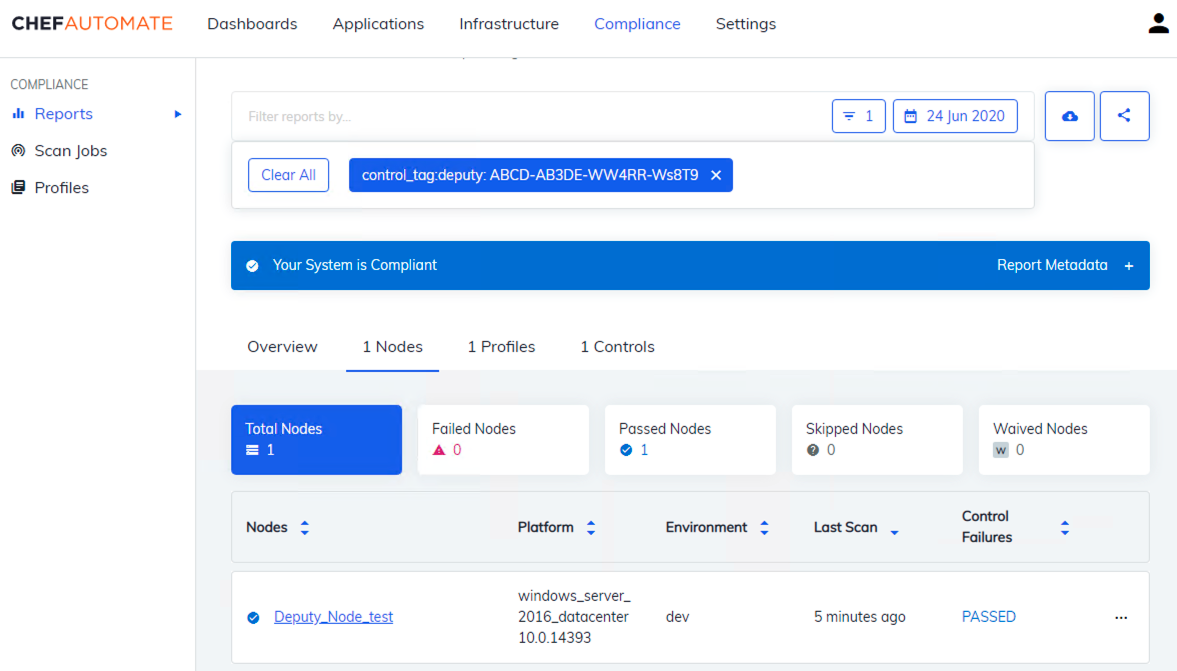 CHEFAUTOMATE Dashboards Applications Infrastructure Compliance Settings
COMPLIANCE
Reports
Scan Jobs
Profiles
Filter reports by...
1
24 Jun 2020
Clear All
control_tag:deputy: ABCD-AB3DE-WW4RR-Ws8T9
Your System is Compliant
Report Metadata +
Overview 1 Nodes 1 Profiles 1 Controls
Total Nodes
1
Failed Nodes
0
Passed Nodes
1
Skipped Nodes
0
Waived Nodes
W 0
Nodes Platform Environment Last Scan Control
Failures
Deputy_Node_test
windows_server_
2016_datacenter
10.0.14393
dev
5 minutes ago
PASSED